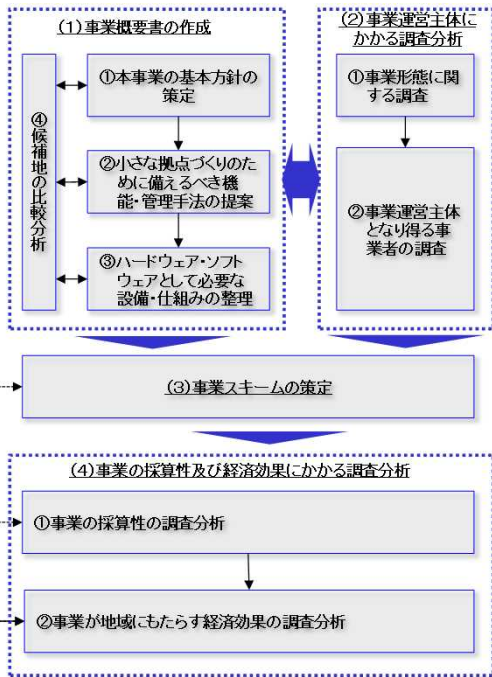 (1)事業概要書の作成
①本事業の基本方針の
策定
②小さな拠点づくりのた
めに備えるべき機
能・管理手法の提案
③ハードウェア・ソフト
ウェアとして必要な
設備・仕組みの整理
④候補地の比較分析
(2)事業運営主体に
かかる調査分析
①事業形態に関
する調査
②事業運営主体
となり得る事
業者の調査
(3)事業スキームの策定
(4)事業の採算性及び経済効果にかかる調査分析
①事業の採算性の調査分析
②事業が地域にもたらす経済効果の調査分析